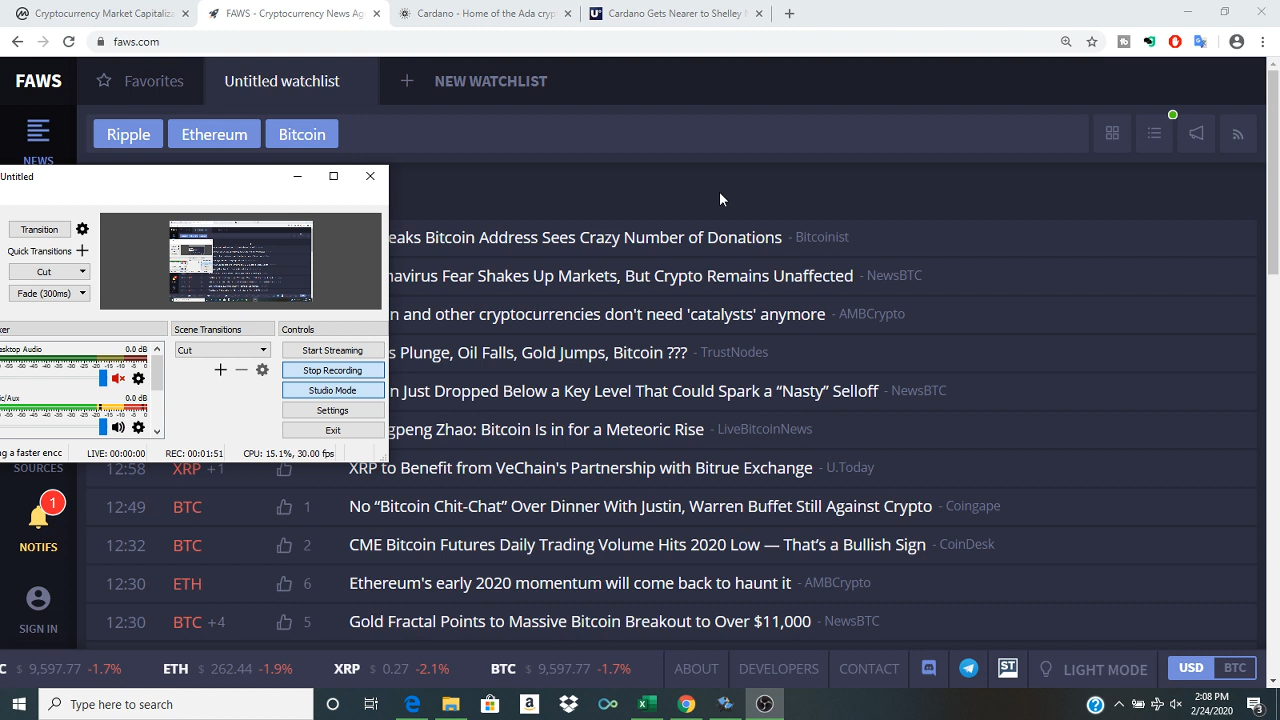 Cryptocurrency Market Capitaliza
FAWS - Cryptocurrency News Ag
Cardano - Home of the Ada cryp
Cardano Gets Nearer to Shelley M
faws.com
FAWS
Favorites
Untitled watchlist
NEW WATCHLIST
Ripple
Ethereum
Bitcoin
NEWS
Untitled
Transition
Quick Transitions
Cut
Fade (300ms)
Scene Transitions
Controls
Cut
Desktop Audio 0.0 dB
Start Streaming
Stop Recording
Studio Mode
Settings
Exit
LIVE: 00:00:00
REC: 00:01:51
CPU: 15.1%, 30.00 fps
eaks Bitcoin Address Sees Crazy Number of Donations - Bitcoinist
navirus Fear Shakes Up Markets, But Crypto Remains Unaffected - NewsBTC
n and other cryptocurrencies don't need 'catalysts' anymore - AMBCrypto
s Plunge, Oil Falls, Gold Jumps, Bitcoin ??? - TrustNodes
n Just Dropped Below a Key Level That Could Spark a “Nasty” Selloff - NewsBTC
gpeng Zhao: Bitcoin Is in for a Meteoric Rise - LiveBitcoinNews
12:58 XRP +1 XRP to Benefit from VeChain's Partnership with Bitrue Exchange - U.Today
12:49 BTC 1 No “Bitcoin Chit-Chat” Over Dinner With Justin, Warren Buffet Still Against Crypto - Coingape
12:32 BTC 2 CME Bitcoin Futures Daily Trading Volume Hits 2020 Low — That’s a Bullish Sign - CoinDesk
12:30 ETH 6 Ethereum's early 2020 momentum will come back to haunt it - AMBCrypto
12:30 BTC +4 5 Gold Fractal Points to Massive Bitcoin Breakout to Over $11,000 - NewsBTC
SOURCES
1
NOTIFS
SIGN IN
C $ 9,597.77 -1.7% ETH $ 262.44 -1.9% XRP $ 0.27 -2.1% BTC $ 9,597.77 -1.7%
ABOUT
DEVELOPERS
CONTACT
ST
LIGHT MODE
USD
BTC
Type here to search
2:08 PM
2/24/2020
3